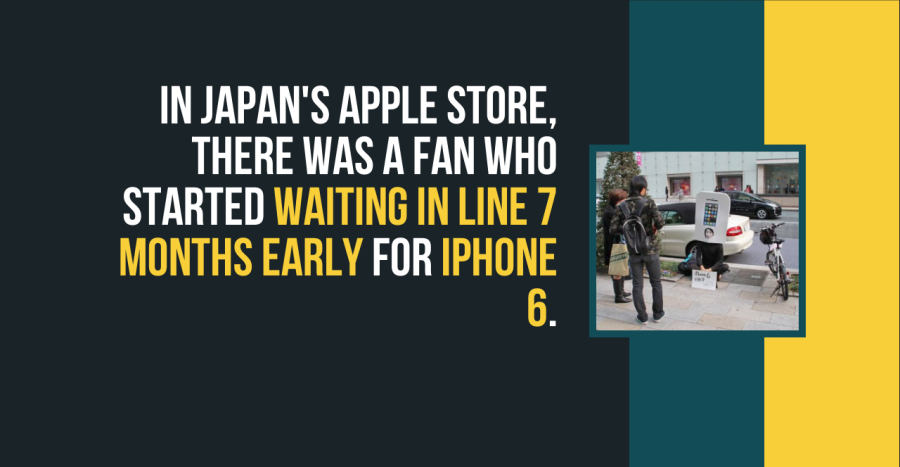 IN JAPAN'S APPLE STORE,
THERE WAS A FAN WHO
STARTED WAITING IN LINE 7
MONTHS EARLY FOR IPHONE
6.